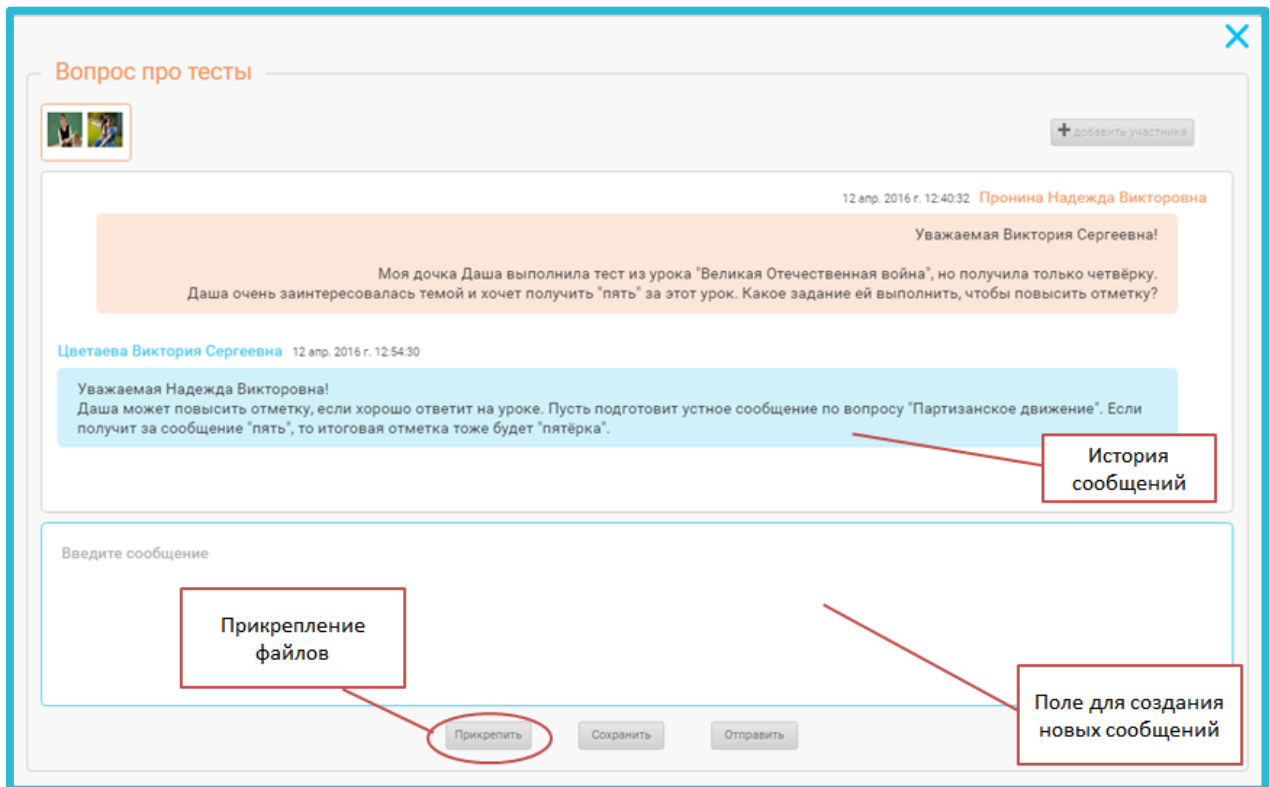 Вопрос про тесты
добавить участника
12 апр. 2016 г. 12:40:32 Пронина Надежда Викторовна
Уважаемая Виктория Сергеевна!
Моя дочка Даша выполнила тест из урока "Великая Отечественная война", но получила только четвёрку.
Даша очень заинтересовалась темой и хочет получить "пять" за этот урок. Какое задание ей выполнить, чтобы повысить отметку?
Цветаева Виктория Сергеевна 12 апр. 2016 г. 12:54:30
Уважаемая Надежда Викторовна!
Даша может повысить отметку, если хорошо ответит на уроке. Пусть подготовит устное сообщение по вопросу "Партизанское движение". Если
получит за сообщение "пять", то итоговая отметка тоже будет "пятёрка".
История
сообщений
Введите сообщение
Прикрепление
файлов
Поле для создания
новых сообщений
Прикрепить
Сохранить
Отправить